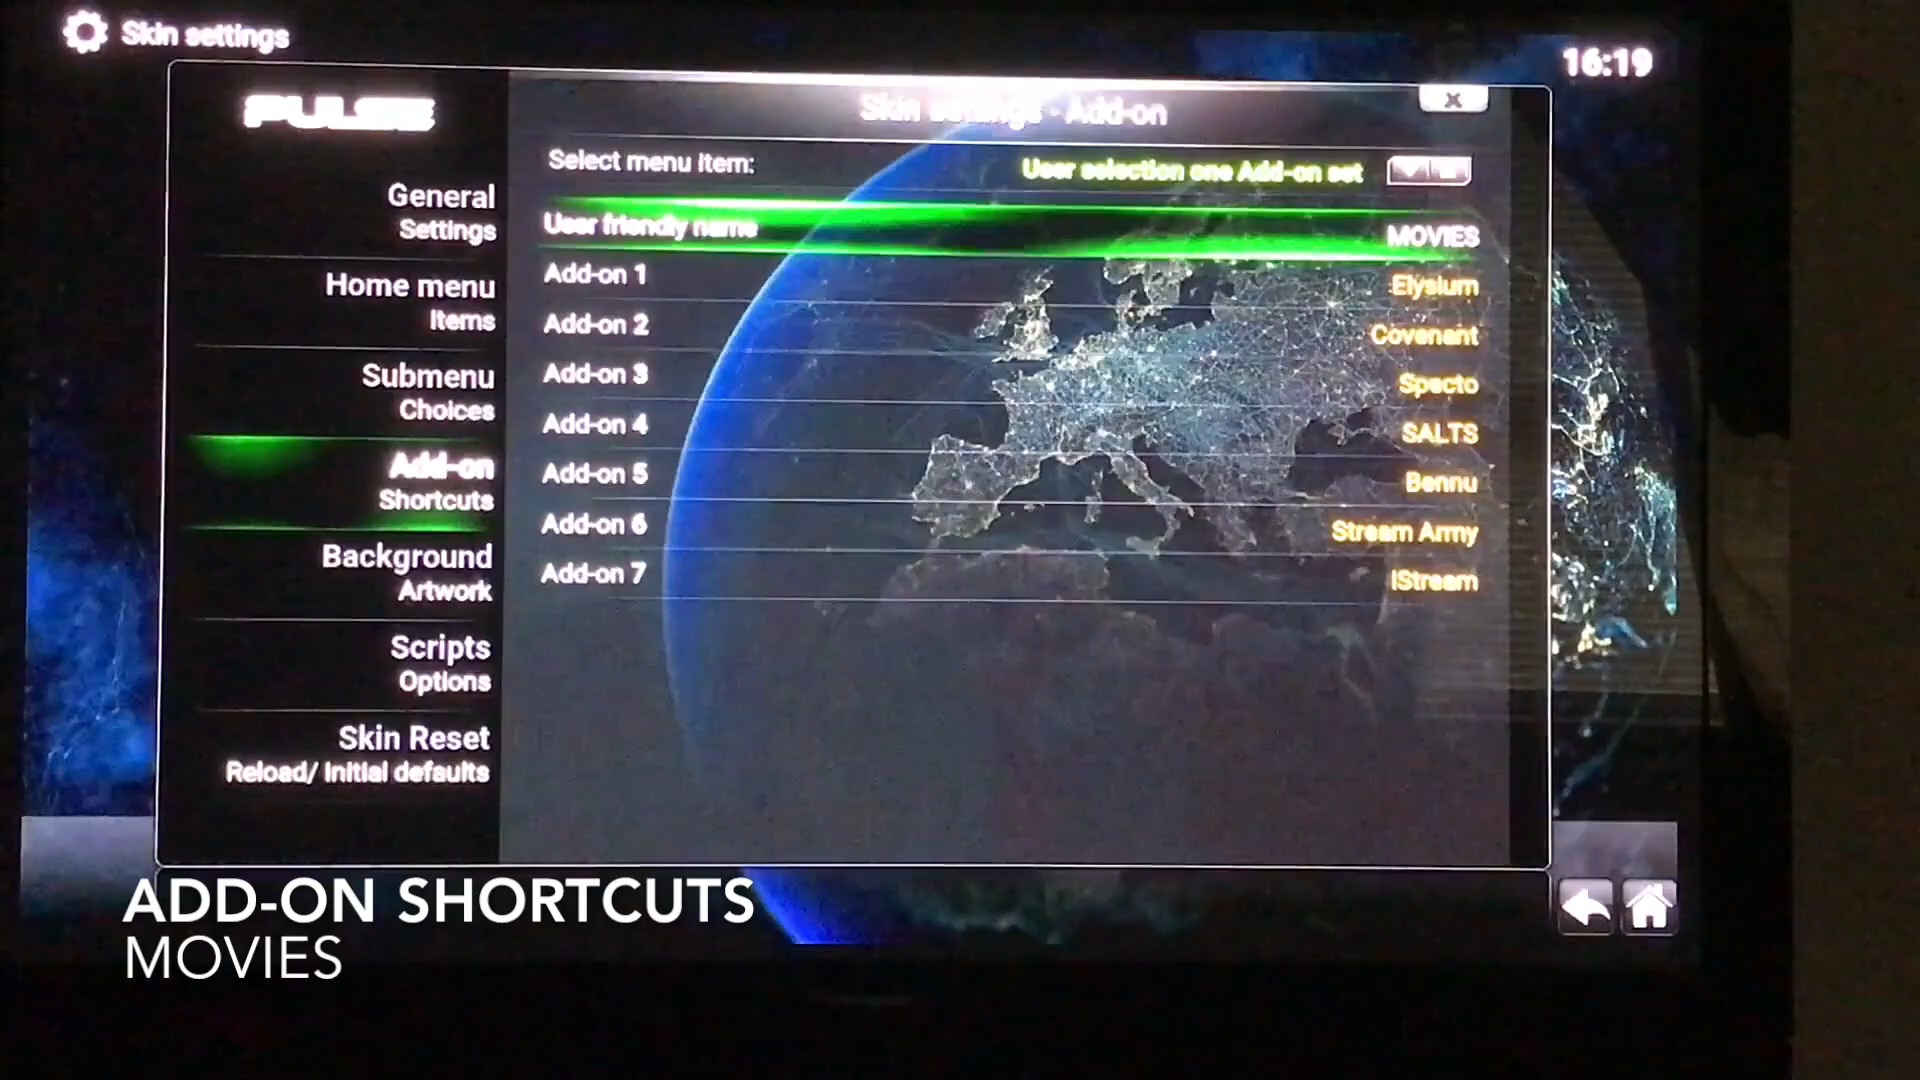 Skin settings
16:19
PULSE
Skin settings - Add-on
x
General
Settings
Home menu
Items
Submenu
Choices
Add-on
Shortcuts
Background
Artwork
Scripts
Options
Skin Reset
Reload/ Initial defaults
Select menu item:
User selection one Add-on set
User friendly name
MOVIES
Add-on 1
Elysium
Add-on 2
Covenant
Add-on 3
Specto
Add-on 4
SALTS
Add-on 5
Bennu
Add-on 6
Stream Army
Add-on 7
IStream
ADD-ON SHORTCUTS
MOVIES